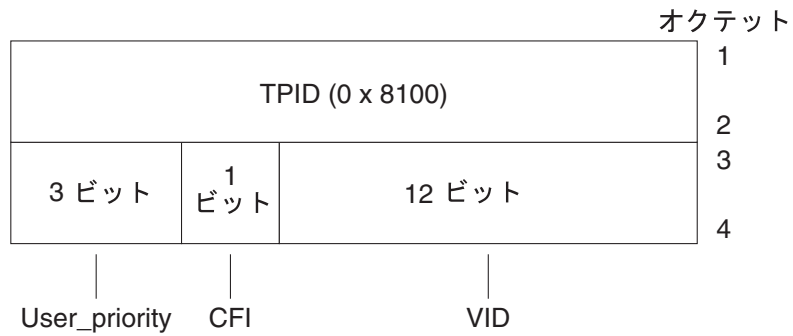 オクテット
1
TPID (0 x 8100)
2
3
3 ビット
1
ビット
12 ビット
4
User_priority
CFI
VID